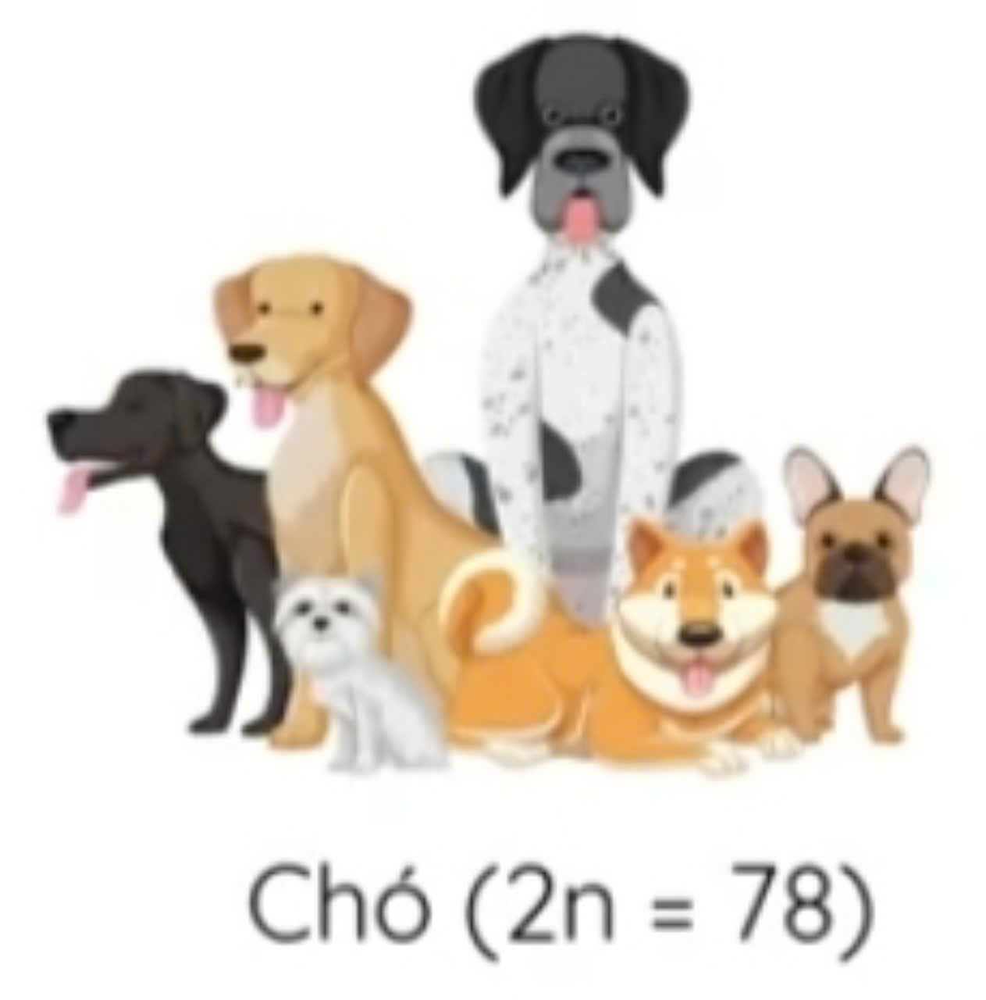 Chó (2n = 78)